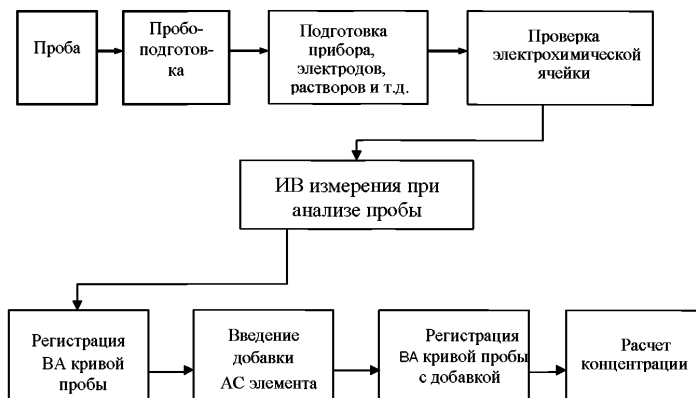 Проба
Пробо-
подготов-
ка
Подготовка
прибора,
электродов,
растворов и т.д.
Проверка
электрохимической
ячейки
ИВ измерения при
анализе пробы
Регистрация
ВА кривой
пробы
Введение
добавки
АС элемента
Регистрация
ВА кривой пробы
с добавкой
Расчет
концентрации